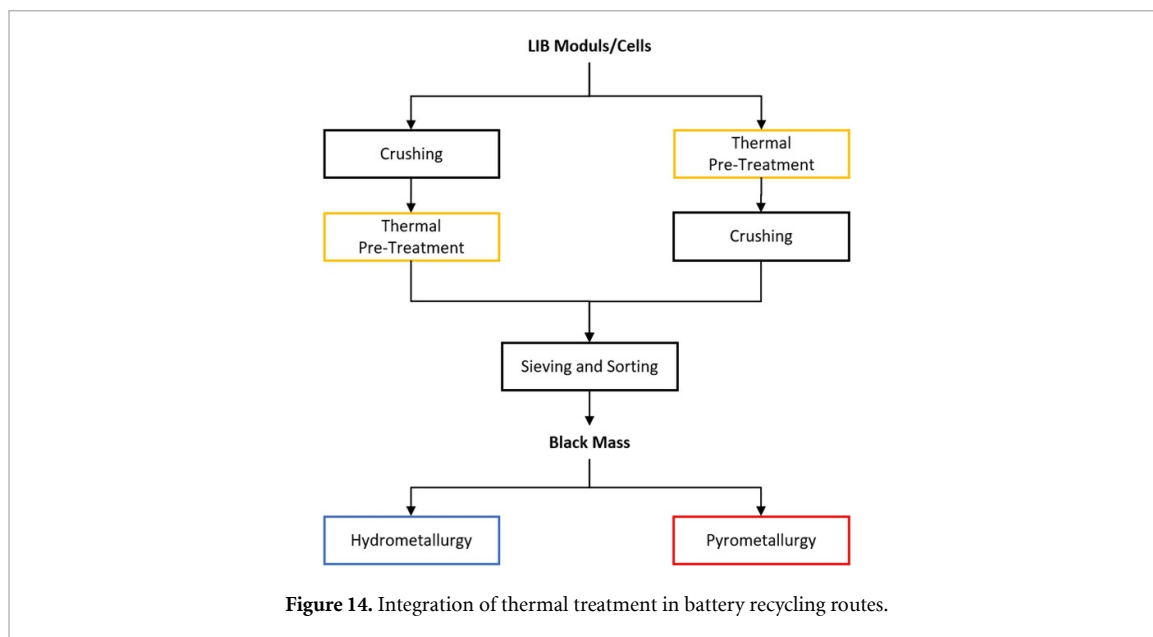 LIB Moduls/Cells
Crushing
Thermal
Pre-Treatment
Thermal
Pre-Treatment
Crushing
Sieving and Sorting
Black Mass
Hydrometallurgy
Pyrometallurgy
Figure 14. Integration of thermal treatment in battery recycling routes.